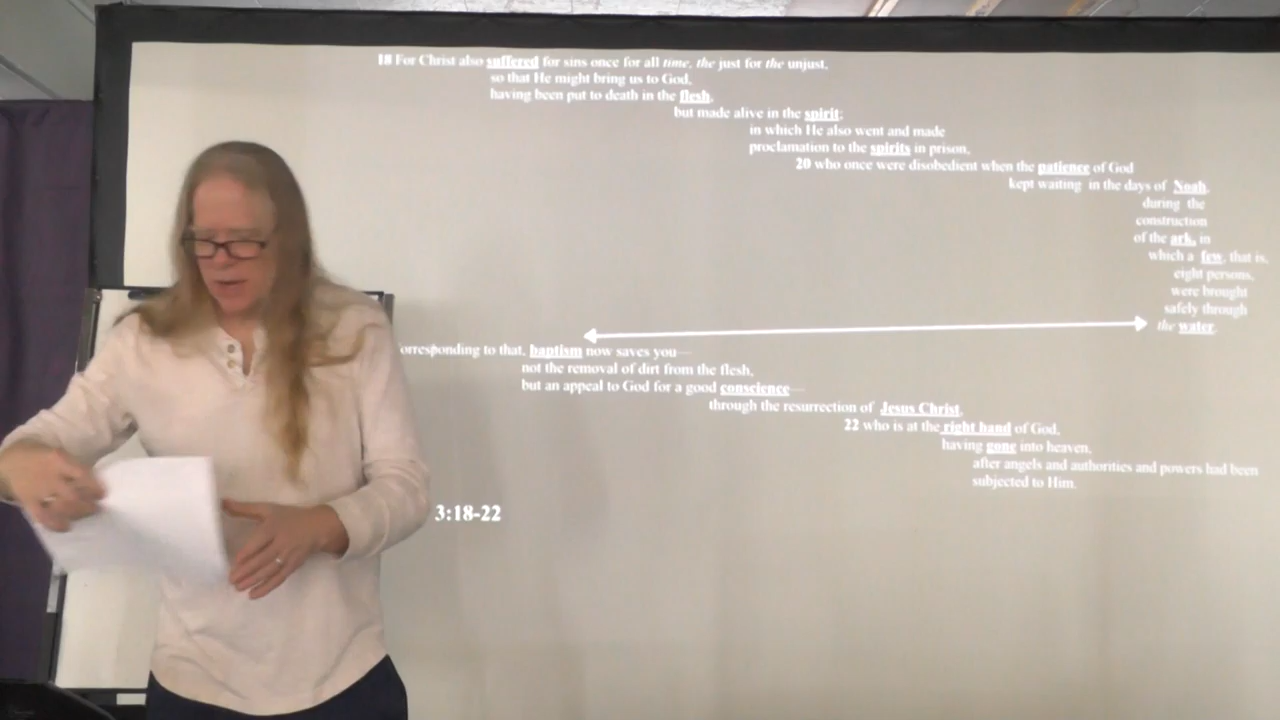 18 For Christ also suffered for sins once for all time, the just for the unjust,
so that He might bring us to God,
having been put to death in the flesh,
but made alive in the spirit;
in which He also went and made
proclamation to the spirits in prison,
20 who once were disobedient when the patience of God
kept waiting in the days of Noah,
during the
construction
of the ark, in
which a few, that is,
eight persons,
were brought
safely through
the water.
orresponding to that, baptism now saves you—
not the removal of dirt from the flesh,
but an appeal to God for a good conscience—
through the resurrection of Jesus Christ,
22 who is at the right hand of God,
having gone into heaven,
after angels and authorities and powers had been
subjected to Him.
3:18-22